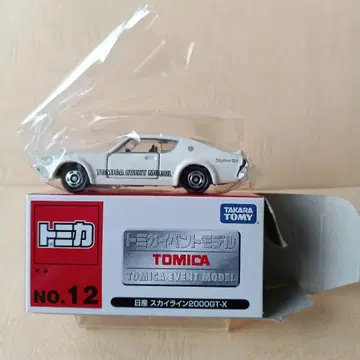 Skyline GTX
TOMICA EVENT MODEL
TAKARA
TOMY
トミカ
トミカイベントモデル
TOMICA
TOMICA EVENT MODEL
NO.12
日産 スカイライン2000GT-X